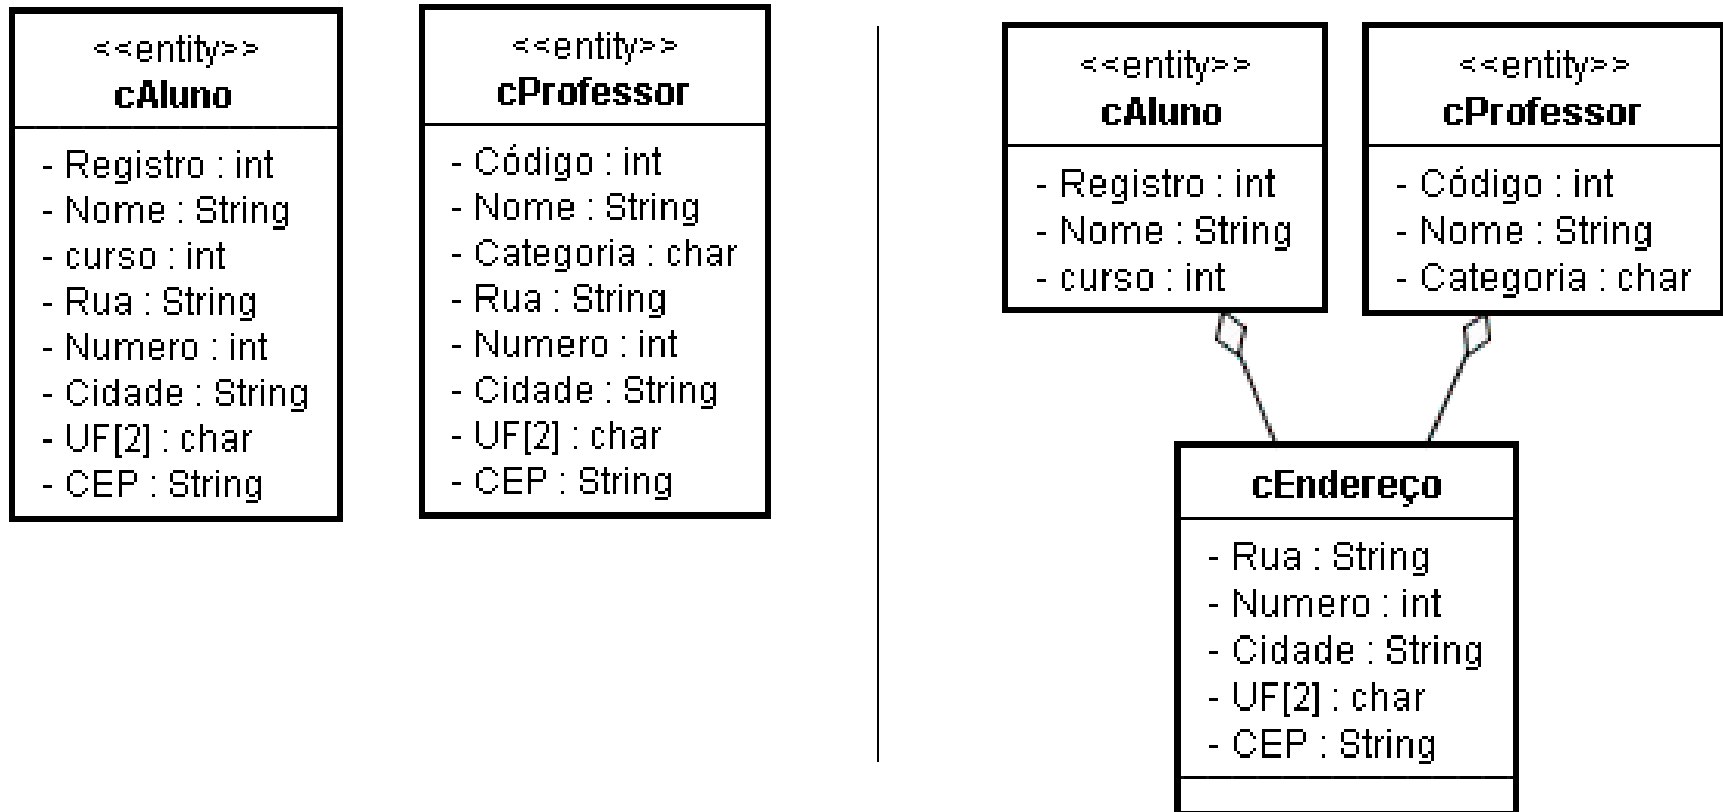 <<entity>>
cAluno
- Registro : int
- Nome : String
- curso : int
- Rua : String
- Numero : int
- Cidade : String
- UF[2] : char
- CEP : String
<<entity>>
cProfessor
- Código : int
- Nome : String
- Categoria : char
- Rua : String
- Numero : int
- Cidade : String
- UF[2] : char
- CEP : String
<<entity>>
cAluno
- Registro : int
- Nome : String
- curso : int
<<entity>>
cProfessor
- Código : int
- Nome : String
- Categoria : char
cEndereço
- Rua : String
- Numero : int
- Cidade : String
- UF[2] : char
- CEP : String